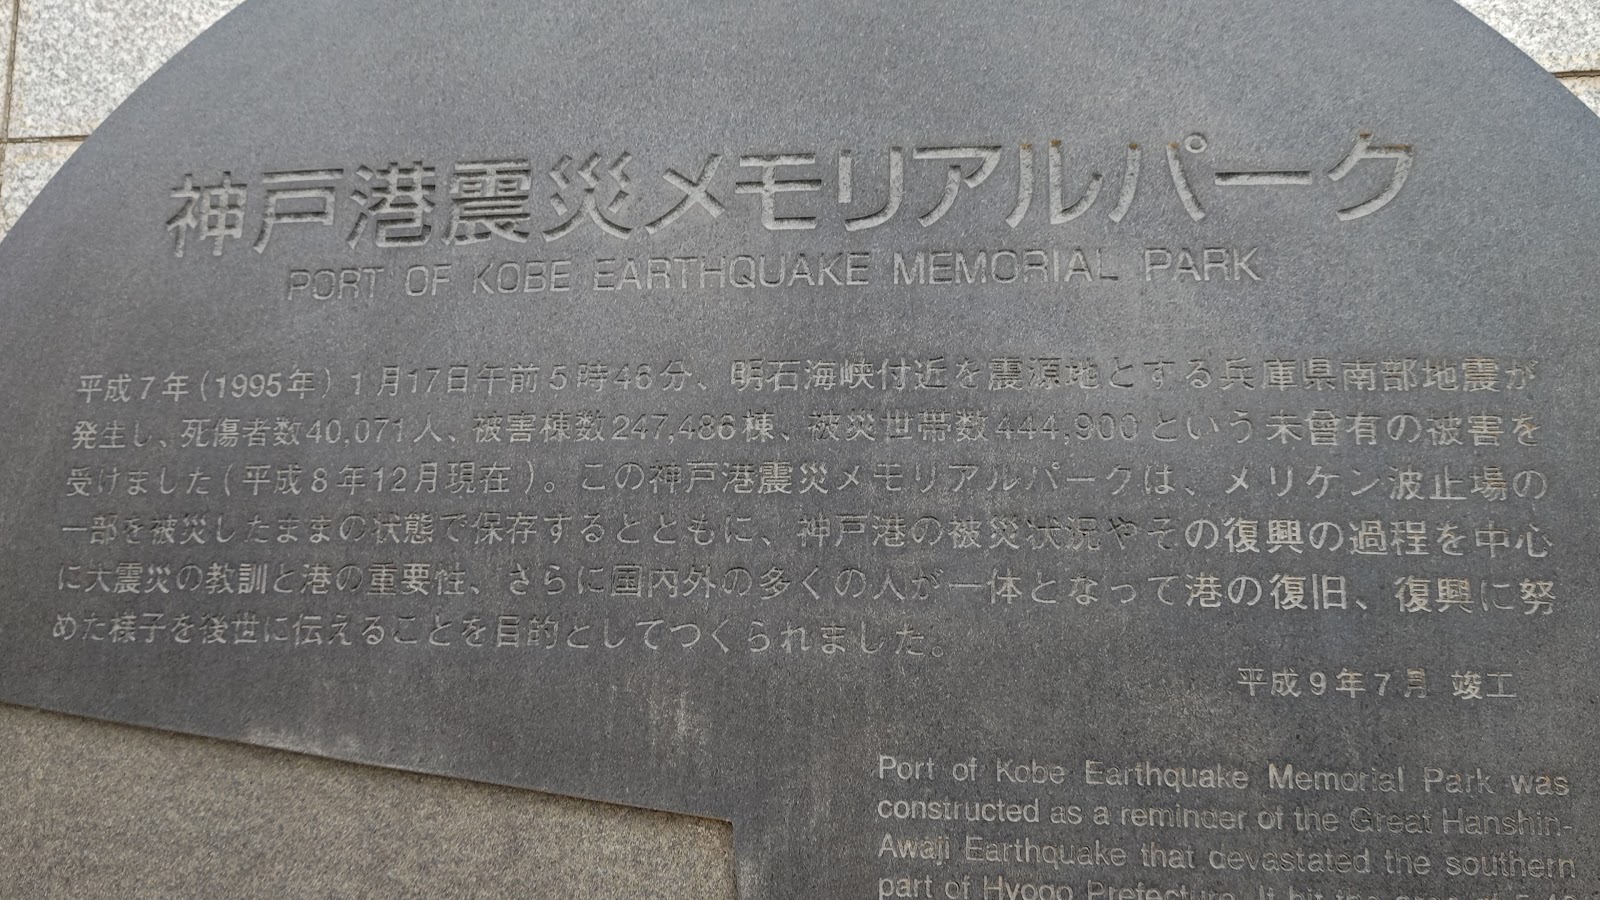 神戸港震災メモリアルパーク
PORT OF KOBE EARTHQUAKE MEMORIAL PARK
平成7年(1995年)1月17日午前5時46分、明石海峡付近を震源地とする兵庫県南部地震が
発生し、死傷者数40,071人、被害棟数247,486棟、被災世帯数444,900という未曾有の被害を
受けました(平成8年12月現在)。この神戸港震災メモリアルパークは、メリケン波止場の
一部を被災したままの状態で保存するとともに、神戸港の被災状況やその復興の過程を中心
に大震災の教訓と港の重要性、さらに国内外の多くの人が一体となって港の復旧、復興に努
めた様子を後世に伝えることを目的としてつくられました。
平成9年7月 竣工
Port of Kobe Earthquake Memorial Park was
constructed as a reminder of the Great Hanshin-
Awaji Earthquake that devastated the southern
part of Hyogo Prefecture. It hit the area at 5:46